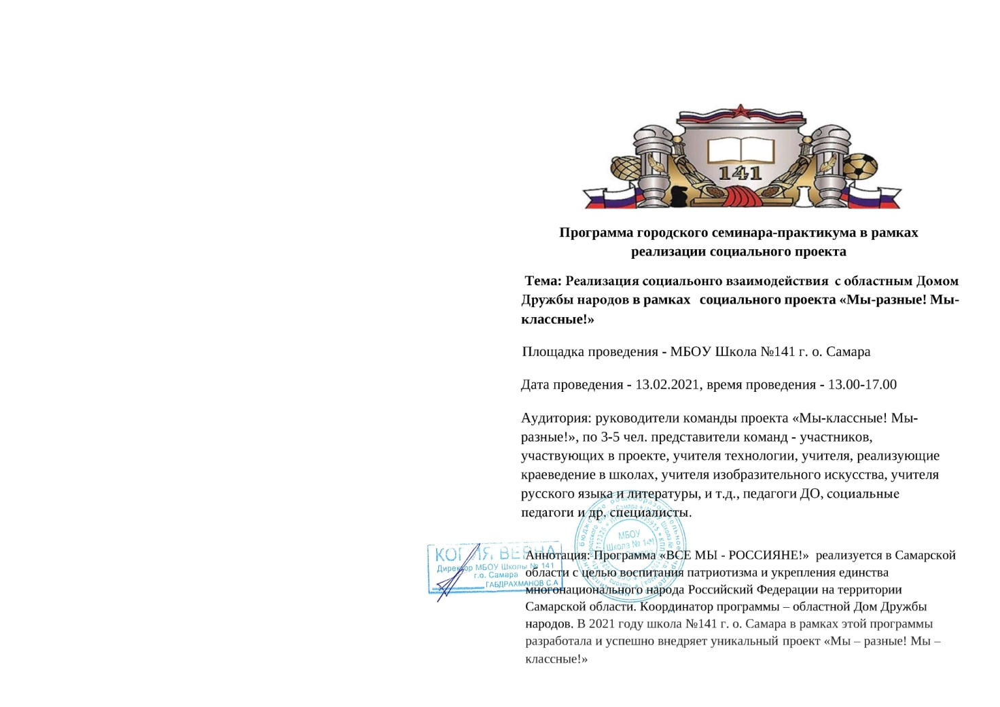 141
Программа городского семинара-практикума в рамках
реализации социального проекта
Тема: Реализация социальонго взаимодействия с областным Домом
Дружбы народов в рамках социального проекта «Мы-разные! Мы-
классные!»
Площадка проведения - МБОУ Школа №141 г. о. Самара
Дата проведения - 13.02.2021, время проведения - 13.00-17.00
Аудитория: руководители команды проекта «Мы-классные! Мы-
разные!», по 3-5 чел. представители команд - участников,
участвующих в проекте, учителя технологии, учителя, реализующие
краеведение в школах, учителя изобразительного искусства, учителя
русского языка и литературы, и т.д., педагоги ДО, социальные
педагоги и др. специалисты.
МБОУ
Школа № 141
КОПИЯ ВЕРНА
Директор МБОУ Школы № 141
г.о. Самара
ГАБДРАХМАНОВ С.А
Аннотация: Программа «ВСЕ МЫ - РОССИЯНЕ!» реализуется в Самарской
области с целью воспитания патриотизма и укрепления единства
многонационального народа Российский Федерации на территории
Самарской области. Координатор программы – областной Дом Дружбы
народов. В 2021 году школа №141 г. о. Самара в рамках этой программы
разработала и успешно внедряет уникальный проект «Мы – разные! Мы –
классные!»